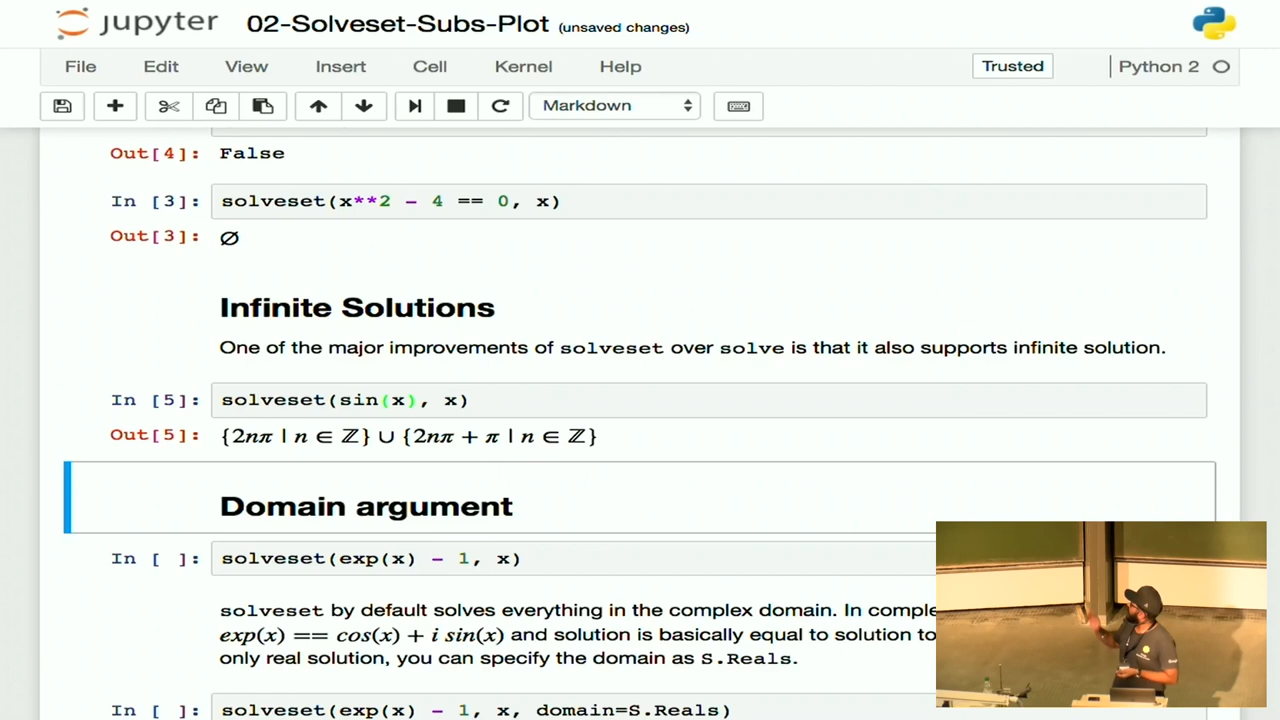 jupyter 02-Solveset-Subs-Plot (unsaved changes)
File Edit View Insert Cell Kernel Help Trusted Python 2
Markdown
Out[4]: False
In [3]: solveset(x**2 - 4 == 0, x)
Out[3]: ∅
Infinite Solutions
One of the major improvements of solveset over solve is that it also supports infinite solution.
In [5]: solveset(sin(x), x)
Out[5]: {2nπ | n ∈ ℤ} ∪ {2nπ + π | n ∈ ℤ}
Domain argument
In [ ]: solveset(exp(x) - 1, x)
solveset by default solves everything in the complex domain. In comple
exp(x) == cos(x) + i sin(x) and solution is basically equal to solution to
only real solution, you can specify the domain as S.Reals.
In [ ]: solveset(exp(x) - 1, x, domain=S.Reals)